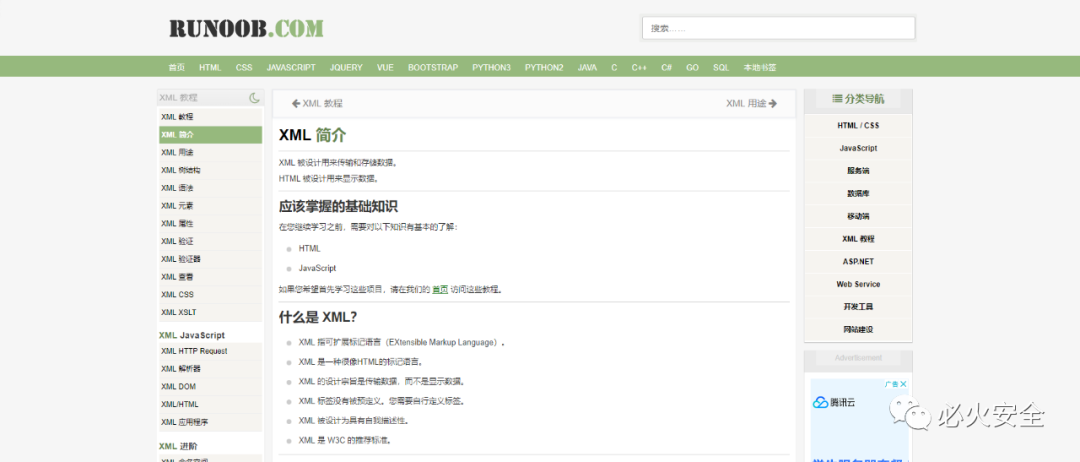 RUNOOB.COM
搜索……
首页 HTML CSS JAVASCRIPT JQUERY VUE BOOTSTRAP PYTHON3 PYTHON2 JAVA C C++ C# GO SQL 本地书签
XML 教程
XML 教程
XML 简介
XML 用途
XML 树结构
XML 语法
XML 元素
XML 属性
XML 验证
XML 验证器
XML 查看
XML CSS
XML XSLT
XML JavaScript
XML HTTP Request
XML 解析器
XML DOM
XML/HTML
XML 应用程序
XML 进阶
XML 教程
XML 用途
XML 简介
XML 被设计用来传输和存储数据。
HTML 被设计用来显示数据。
应该掌握的基础知识
在您继续学习之前，需要对以下知识有基本的了解：
HTML
JavaScript
如果您希望首先学习这些项目，请在我们的 首页 访问这些教程。
什么是 XML?
XML 指可扩展标记语言（EXtensible Markup Language）。
XML 是一种很像HTML的标记语言。
XML 的设计宗旨是传输数据，而不是显示数据。
XML 标签没有被预定义。您需要自行定义标签。
XML 被设计为具有自我描述性。
XML 是 W3C 的推荐标准。
分类导航
HTML / CSS
JavaScript
服务端
数据库
移动端
XML 教程
ASP.NET
Web Service
开发工具
网站建设
Advertisement
广告
腾讯云
必火安全